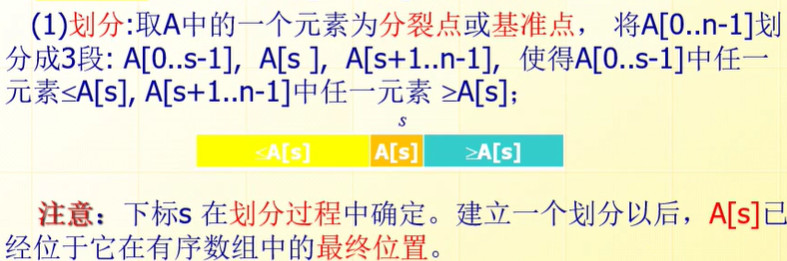 (1)划分:取A中的一个元素为分裂点或基准点， 将A[0..n-1]划
分成3段: A[0..s-1], A[s ], A[s+1..n-1], 使得A[0..s-1]中任一
元素≤A[s], A[s+1..n-1]中任一元素 ≥A[s]；
s
≤A[s] A[s] ≥A[s]
注意：下标s 在划分过程中确定。建立一个划分以后，A[s]已
经位于它在有序数组中的最终位置。